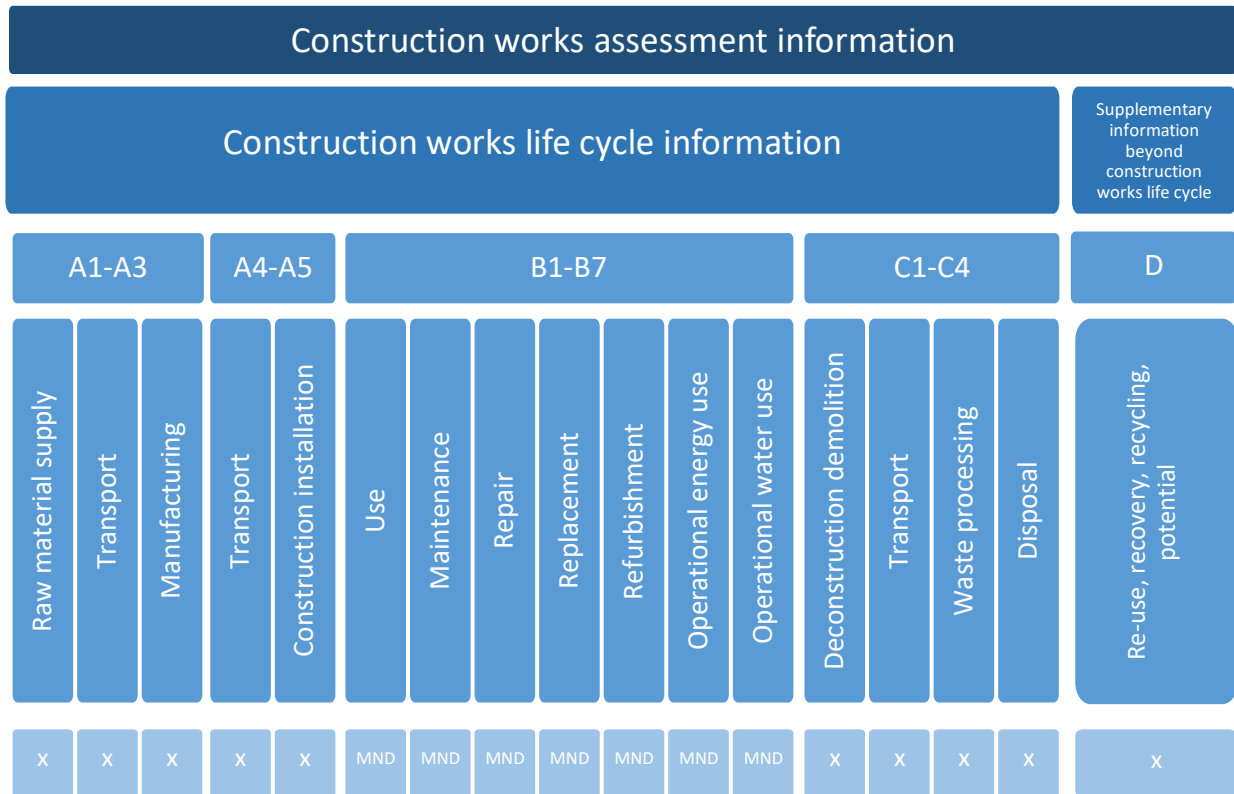 Construction works assessment information
Construction works life cycle information
Supplementary
information
beyond
construction
works life cycle
A1-A3
A4-A5
B1-B7
C1-C4
D
Raw material supply
Transport
Manufacturing
Transport
Construction installation
Use
Maintenance
Repair
Replacement
Refurbishment
Operational energy use
Operational water use
Deconstruction demolition
Transport
Waste processing
Disposal
Re-use, recovery, recycling,
potential
x
x
x
x
x
MND
MND
MND
MND
MND
MND
MND
x
x
x
x
x